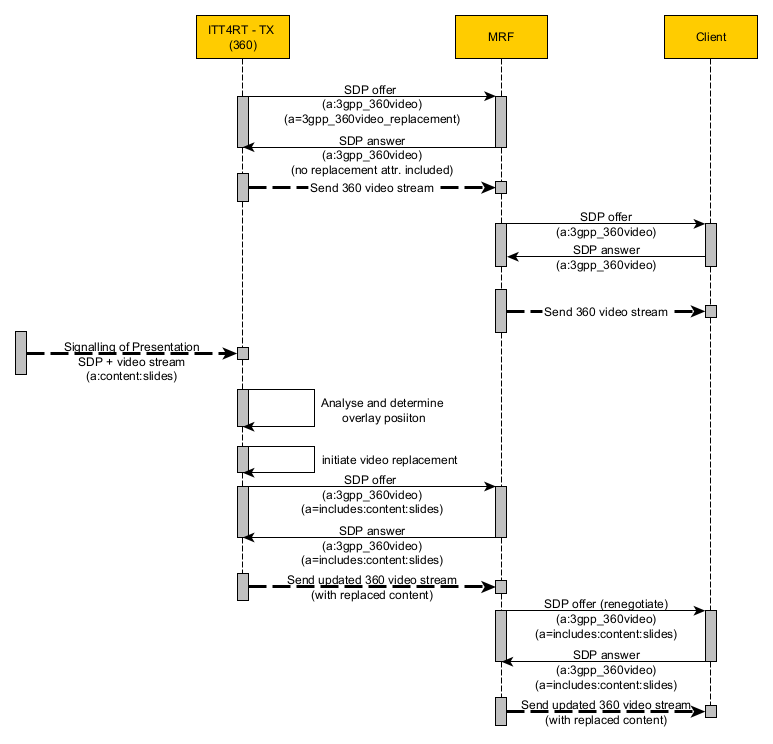 ITT4RT - TX
(360)
MRF
Client
SDP offer
(a:3gpp_360video)
(a=3gpp_360video_replacement)
SDP answer
(a:3gpp_360video)
(no replacement attr. included)
Send 360 video stream
SDP offer
(a:3gpp_360video)
SDP answer
(a:3gpp_360video)
Send 360 video stream
Signalling of Presentation
SDP + video stream
(a:content:slides)
Analyse and determine
overlay posiiton
initiate video replacement
SDP offer
(a:3gpp_360video)
(a=includes:content:slides)
SDP answer
(a:3gpp_360video)
(a=includes:content:slides)
Send updated 360 video stream
(with replaced content)
SDP offer (renegotiate)
(a:3gpp_360video)
(a=includes:content:slides)
SDP answer
(a:3gpp_360video)
(a=includes:content:slides)
Send updated 360 video stream
(with replaced content)